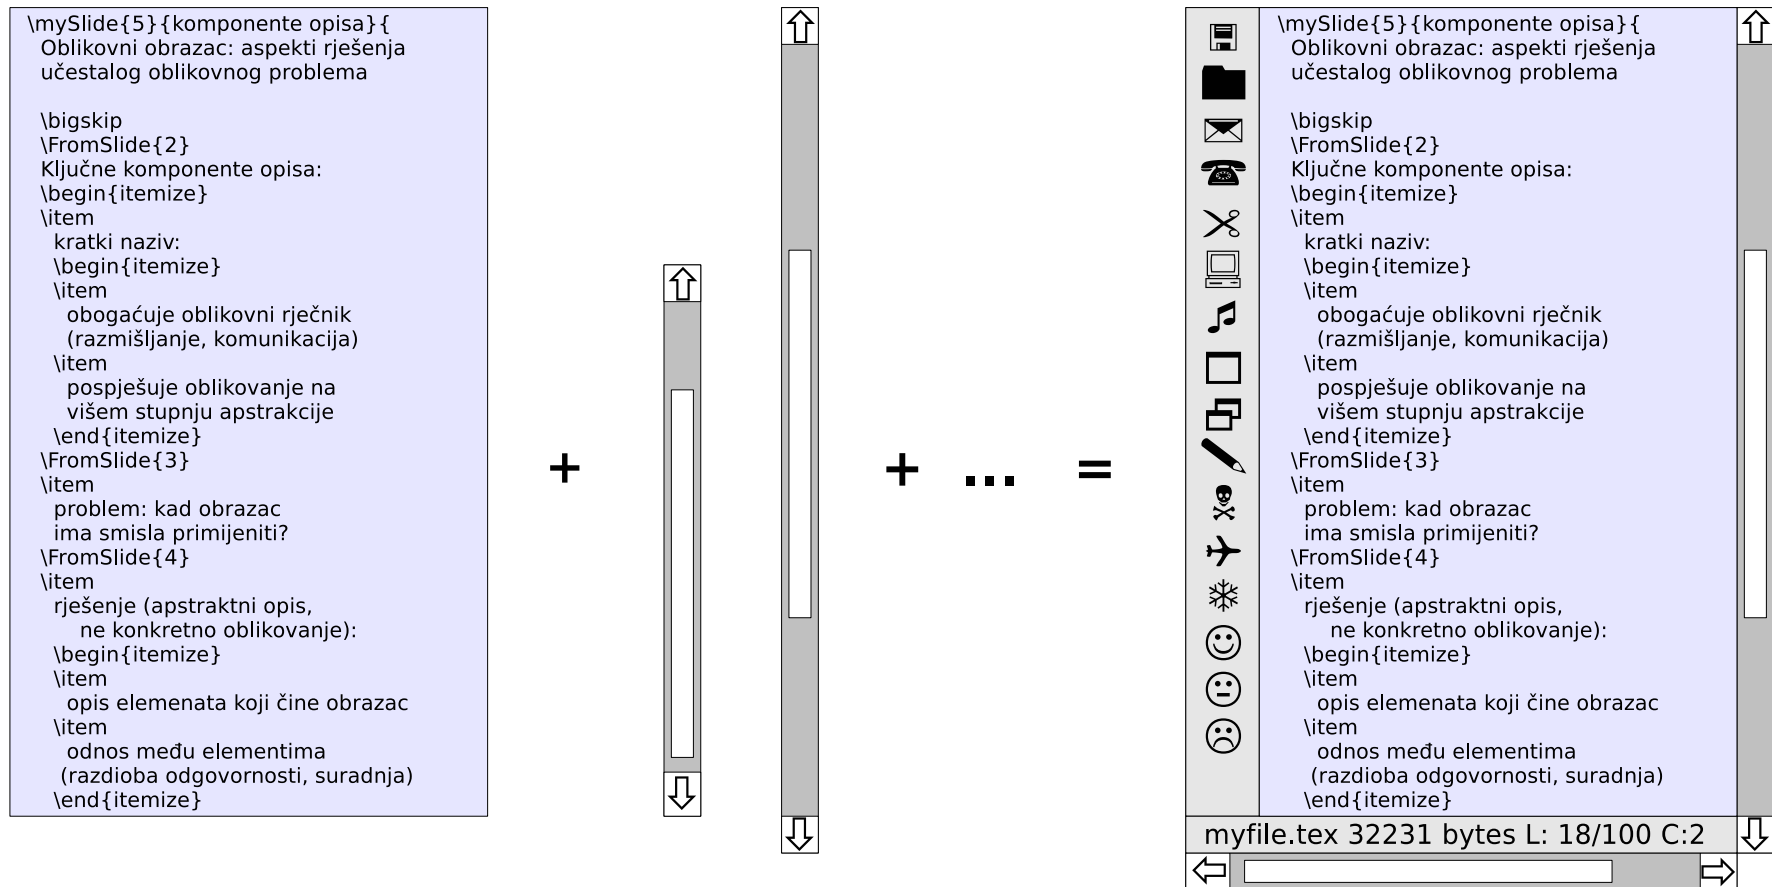 \mySlide{5}{komponente opisa}{
Oblikovni obrazac: aspekti rješenja
učestalog oblikovnog problema
\bigskip
\FromSlide{2}
Ključne komponente opisa:
\begin{itemize}
\item
kratki naziv:
\begin{itemize}
\item
obogaćuje oblikovni rječnik
(razmišljanje, komunikacija)
\item
pospješuje oblikovanje na
višem stupnju apstrakcije
\end{itemize}
\FromSlide{3}
\item
problem: kad obrazac
ima smisla primijeniti?
\FromSlide{4}
\item
rješenje (apstraktni opis,
ne konkretno oblikovanje):
\begin{itemize}
\item
opis elemenata koji čine obrazac
\item
odnos među elementima
(razdioba odgovornosti, suradnja)
\end{itemize}
+
+ ... =
\mySlide{5}{komponente opisa}{
Oblikovni obrazac: aspekti rješenja
učestalog oblikovnog problema
\bigskip
\FromSlide{2}
Ključne komponente opisa:
\begin{itemize}
\item
kratki naziv:
\begin{itemize}
\item
obogaćuje oblikovni rječnik
(razmišljanje, komunikacija)
\item
pospješuje oblikovanje na
višem stupnju apstrakcije
\end{itemize}
\FromSlide{3}
\item
problem: kad obrazac
ima smisla primijeniti?
\FromSlide{4}
\item
rješenje (apstraktni opis,
ne konkretno oblikovanje):
\begin{itemize}
\item
opis elemenata koji čine obrazac
\item
odnos među elementima
(razdioba odgovornosti, suradnja)
\end{itemize}
myfile.tex 32231 bytes L: 18/100 C:2